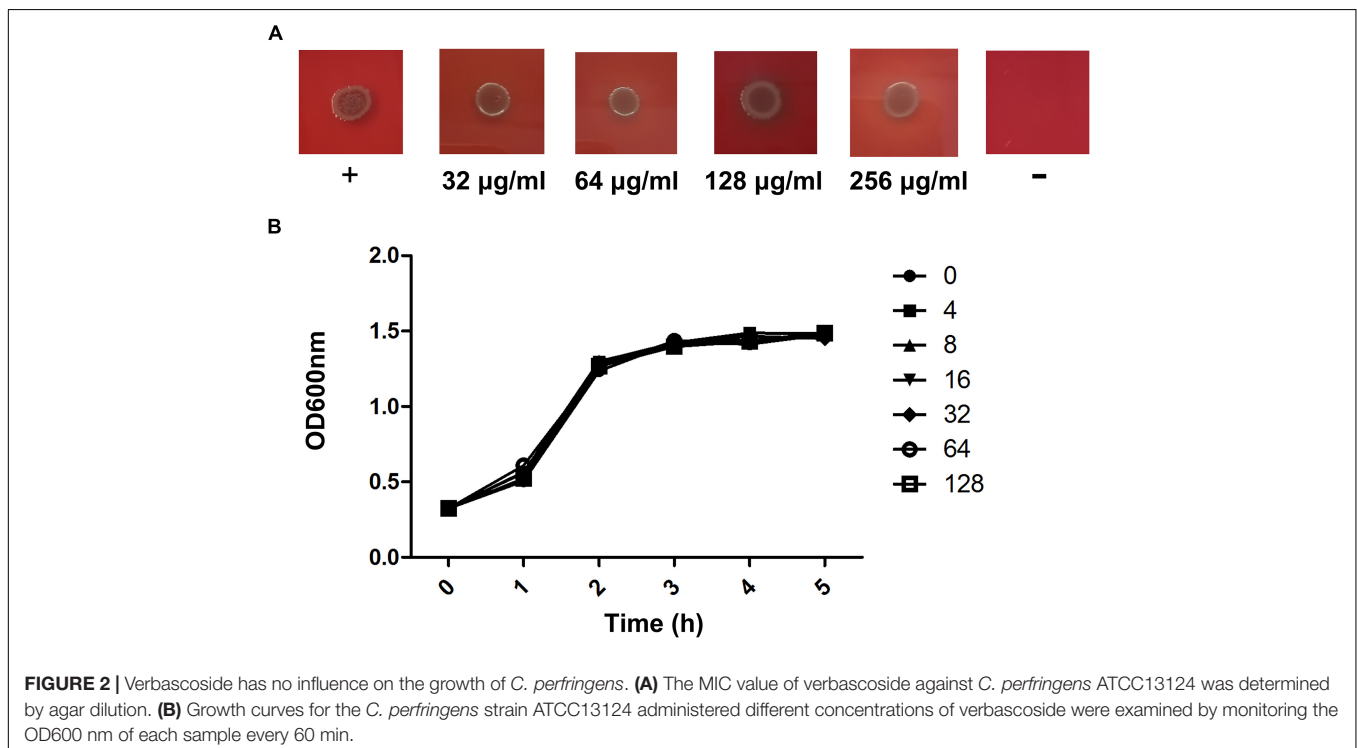 A
+ 32 µg/ml 64 µg/ml 128 µg/ml 256 µg/ml -
B
2.0
1.5
1.0
0.5
0.0
OD600nm
0 1 2 3 4 5
Time (h)
0
4
8
16
32
64
128
FIGURE 2 | Verbascoside has no influence on the growth of C. perfringens. (A) The MIC value of verbascoside against C. perfringens ATCC13124 was determined
by agar dilution. (B) Growth curves for the C. perfringens strain ATCC13124 administered different concentrations of verbascoside were examined by monitoring the
OD600 nm of each sample every 60 min.